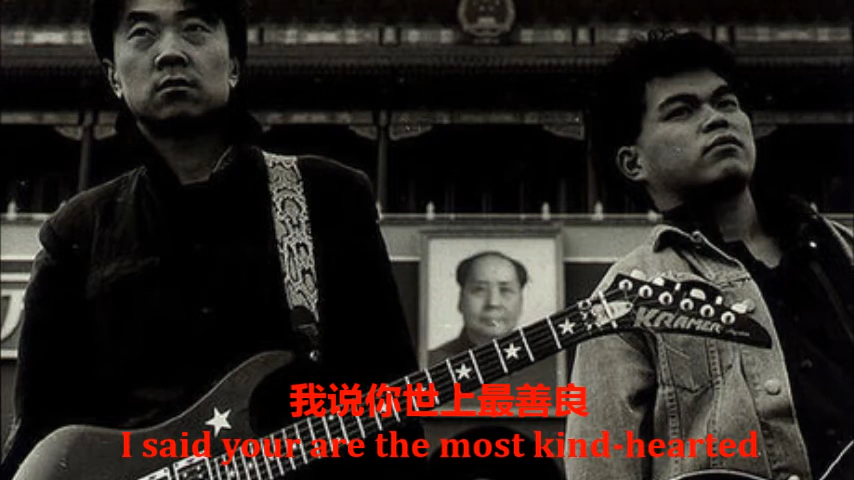 KRAMER
我说你世上最善良
I said your are the most kind-hearted